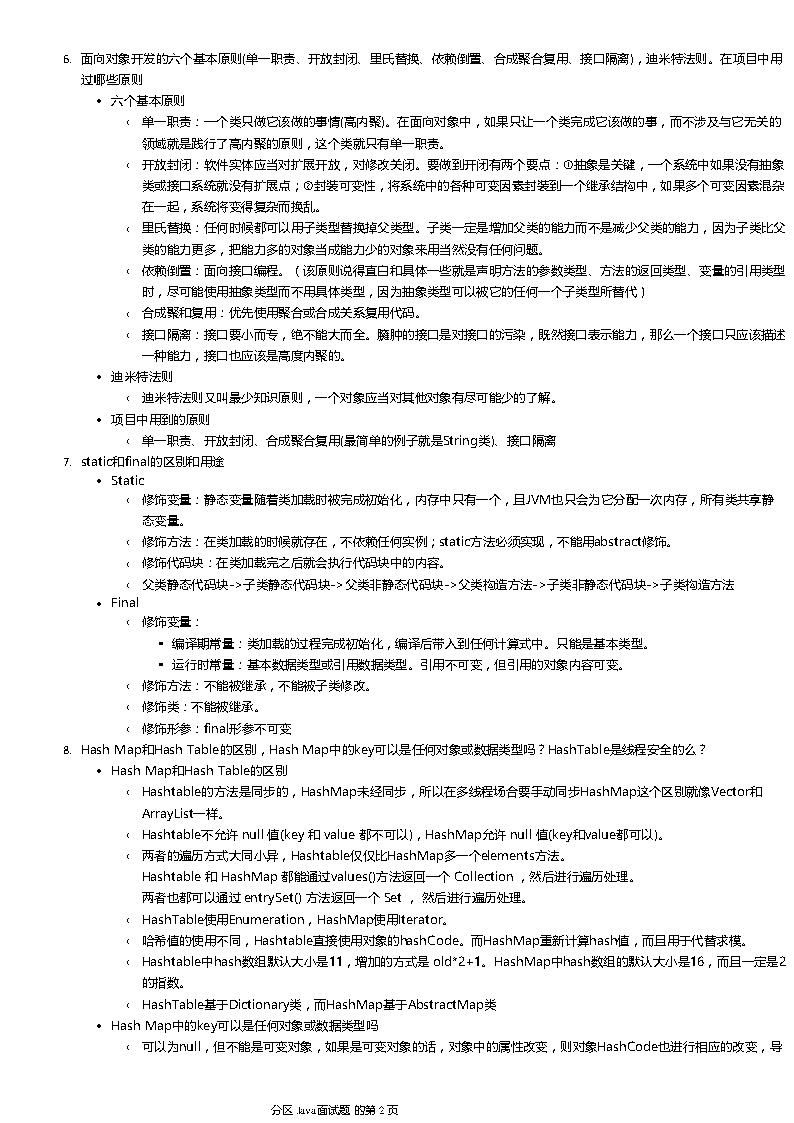 6. 面向对象开发的六个基本原则(单一职责、开放封闭、里氏替换、依赖倒置、合成聚合复用、接口隔离)，迪米特法则。在项目中用
过哪些原则
• 六个基本原则
‹ 单一职责：一个类只做它该做的事情(高内聚)。在面向对象中，如果只让一个类完成它该做的事，而不涉及与它无关的
领域就是践行了高内聚的原则，这个类就只有单一职责。
‹ 开放封闭：软件实体应当对扩展开放，对修改关闭。要做到开闭有两个要点：①抽象是关键，一个系统中如果没有抽象
类或接口系统就没有扩展点；②封装可变性，将系统中的各种可变因素封装到一个继承结构中，如果多个可变因素混杂
在一起，系统将变得复杂而换乱。
‹ 里氏替换：任何时候都可以用子类型替换掉父类型。子类一定是增加父类的能力而不是减少父类的能力，因为子类比父
类的能力更多，把能力多的对象当成能力少的对象来用当然没有任何问题。
‹ 依赖倒置：面向接口编程。（该原则说得直白和具体一些就是声明方法的参数类型、方法的返回类型、变量的引用类型
时，尽可能使用抽象类型而不用具体类型，因为抽象类型可以被它的任何一个子类型所替代）
‹ 合成聚和复用：优先使用聚合或合成关系复用代码。
‹ 接口隔离：接口要小而专，绝不能大而全。臃肿的接口是对接口的污染，既然接口表示能力，那么一个接口只应该描述
一种能力，接口也应该是高度内聚的。
• 迪米特法则
‹ 迪米特法则又叫最少知识原则，一个对象应当对其他对象有尽可能少的了解。
• 项目中用到的原则
‹ 单一职责、开放封闭、合成聚合复用(最简单的例子就是String类)、接口隔离
7. static和final的区别和用途
• Static
‹ 修饰变量：静态变量随着类加载时被完成初始化，内存中只有一个，且JVM也只会为它分配一次内存，所有类共享静
态变量。
‹ 修饰方法：在类加载的时候就存在，不依赖任何实例；static方法必须实现，不能用abstract修饰。
‹ 修饰代码块：在类加载完之后就会执行代码块中的内容。
‹ 父类静态代码块->子类静态代码块->父类非静态代码块->父类构造方法->子类非静态代码块->子类构造方法
• Final
‹ 修饰变量：
▪ 编译期常量：类加载的过程完成初始化，编译后带入到任何计算式中。只能是基本类型。
▪ 运行时常量：基本数据类型或引用数据类型。引用不可变，但引用的对象内容可变。
‹ 修饰方法：不能被继承，不能被子类修改。
‹ 修饰类：不能被继承。
‹ 修饰形参：final形参不可变
8. Hash Map和Hash Table的区别，Hash Map中的key可以是任何对象或数据类型吗？HashTable是线程安全的么？
• Hash Map和Hash Table的区别
‹ Hashtable的方法是同步的，HashMap未经同步，所以在多线程场合要手动同步HashMap这个区别就像Vector和
ArrayList一样。
‹ Hashtable不允许 null 值(key 和 value 都不可以)，HashMap允许 null 值(key和value都可以)。
‹ 两者的遍历方式大同小异，Hashtable仅仅比HashMap多一个elements方法。
Hashtable 和 HashMap 都能通过values()方法返回一个 Collection ，然后进行遍历处理。
两者也都可以通过 entrySet() 方法返回一个 Set ， 然后进行遍历处理。
‹ HashTable使用Enumeration，HashMap使用Iterator。
‹ 哈希值的使用不同，Hashtable直接使用对象的hashCode。而HashMap重新计算hash值，而且用于代替求模。
‹ Hashtable中hash数组默认大小是11，增加的方式是 old*2+1。HashMap中hash数组的默认大小是16，而且一定是2
的指数。
‹ HashTable基于Dictionary类，而HashMap基于AbstractMap类
• Hash Map中的key可以是任何对象或数据类型吗
‹ 可以为null，但不能是可变对象，如果是可变对象的话，对象中的属性改变，则对象HashCode也进行相应的改变，导
分区 Java面试题 的第 2 页